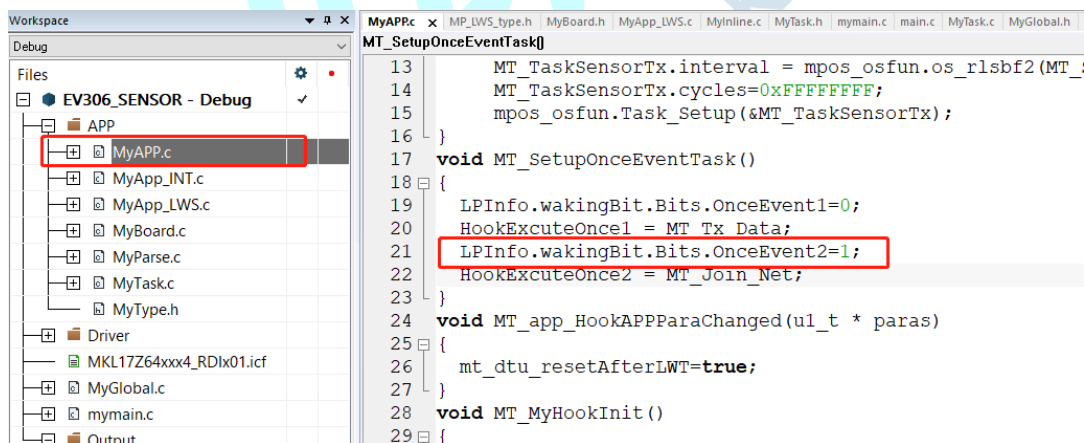 Workspace
Debug
Files
EV306_SENSOR - Debug
APP
MyAPP.c
MyApp_INT.c
MyApp_LWS.c
MyBoard.c
MyParse.c
MyTask.c
MyType.h
Driver
MKL17Z64xxx4_RDIx01.icf
MyGlobal.c
mymain.c
Output
MyAPP.c x MP_LWS_type.h MyBoard.h MyApp_LWS.c MyInline.c MyTask.h mymain.c main.c MyTask.c MyGlobal.h
MT_SetupOnceEventTask()
13 MT_TaskSensorTx.interval = mpos_osfun.os_rlsbf2(MT_
14 MT_TaskSensorTx.cycles=0xFFFFFFFF;
15 mpos_osfun.Task_Setup(&MT_TaskSensorTx);
16 }
17 void MT_SetupOnceEventTask()
18 {
19 LPInfo.wakingBit.Bits.OnceEvent1=0;
20 HookExcuteOnce1 = MT_Tx_Data;
21 LPInfo.wakingBit.Bits.OnceEvent2=1;
22 HookExcuteOnce2 = MT_Join_Net;
23 }
24 void MT_app_HookAPPParaChanged(u1_t * paras)
25 {
26 mt_dtu_resetAfterLWT=true;
27 }
28 void MT_MyHookInit()
29 {